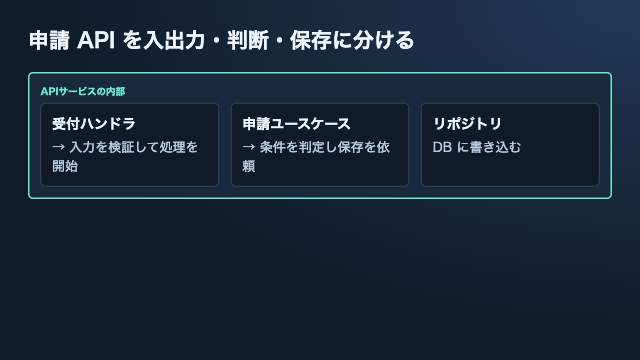 申請 API を入出力・判断・保存に分ける
APIサービスの内部
受付ハンドラ
→ 入力を検証して処理を
開始
申請ユースケース
→ 条件を判定し保存を依
頼
リポジトリ
DB に書き込む